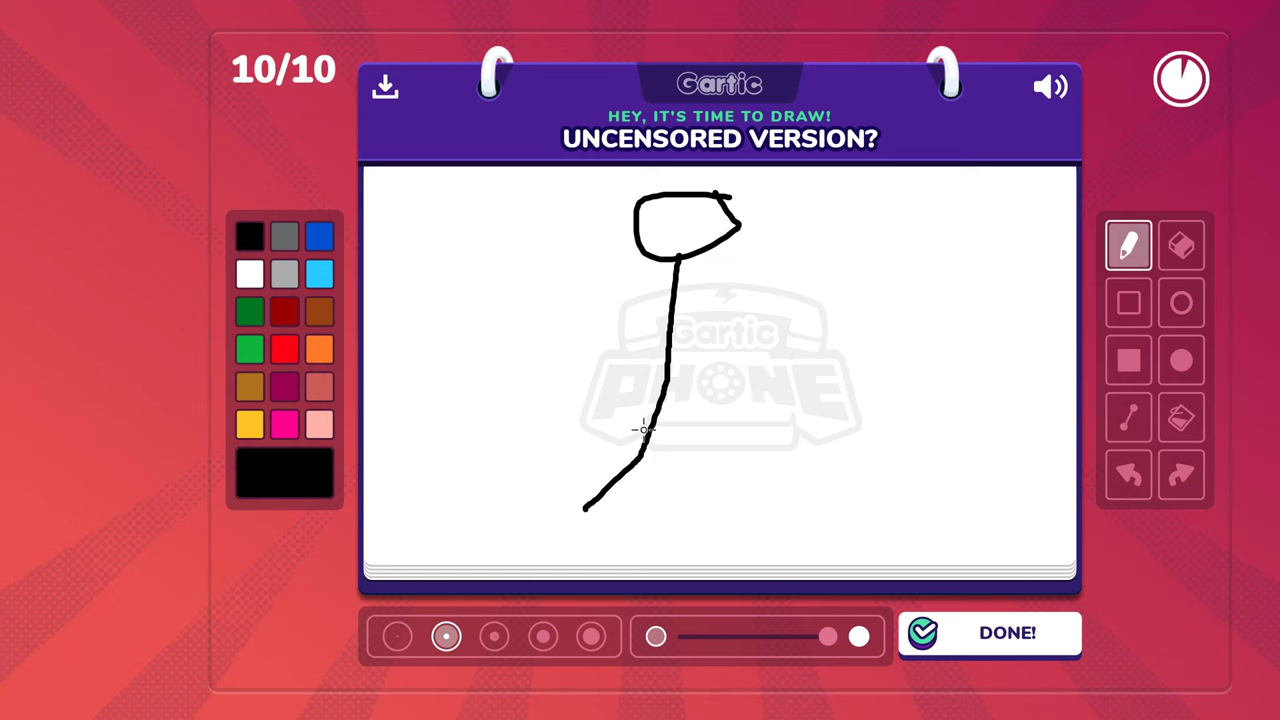 10/10
Gartic
HEY, IT'S TIME TO DRAW!
UNCENSORED VERSION?
Gartic
PHONE
DONE!